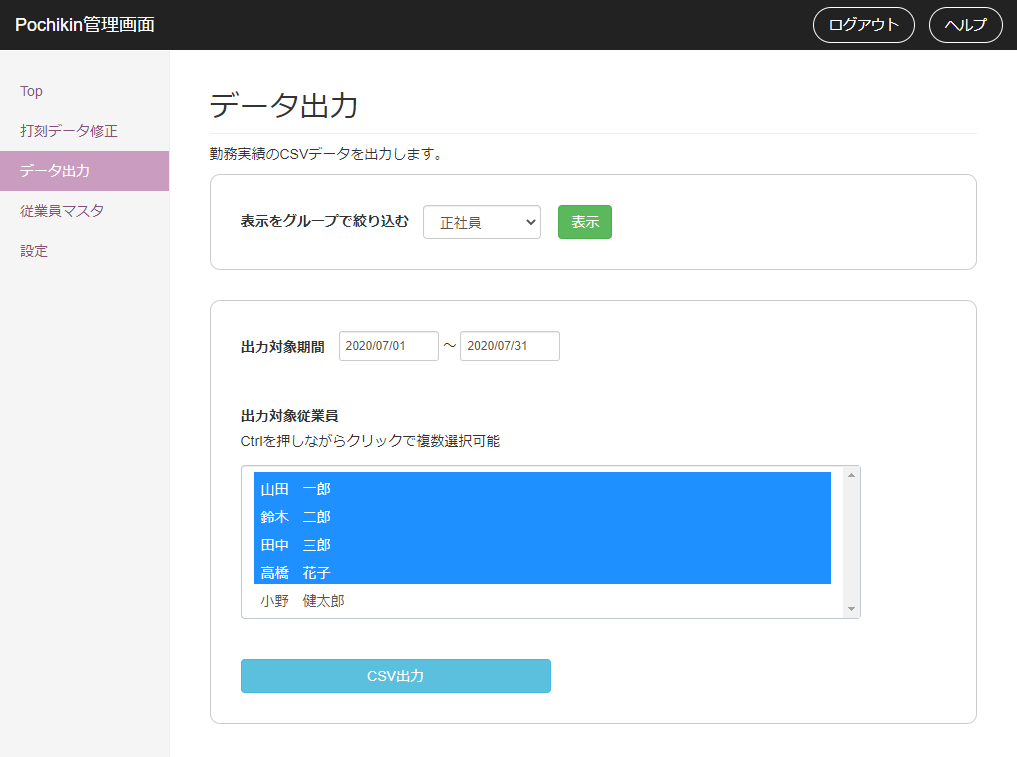 Pochikin管理画面
ログアウト
ヘルプ
Top
打刻データ修正
データ出力
従業員マスタ
設定
データ出力
勤務実績のCSVデータを出力します。
表示をグループで絞り込む 正社員 表示
出力対象期間 2020/07/01 〜 2020/07/31
出力対象従業員
Ctrlを押しながらクリックで複数選択可能
山田　一郎
鈴木　二郎
田中　三郎
高橋　花子
小野　健太郎
CSV出力